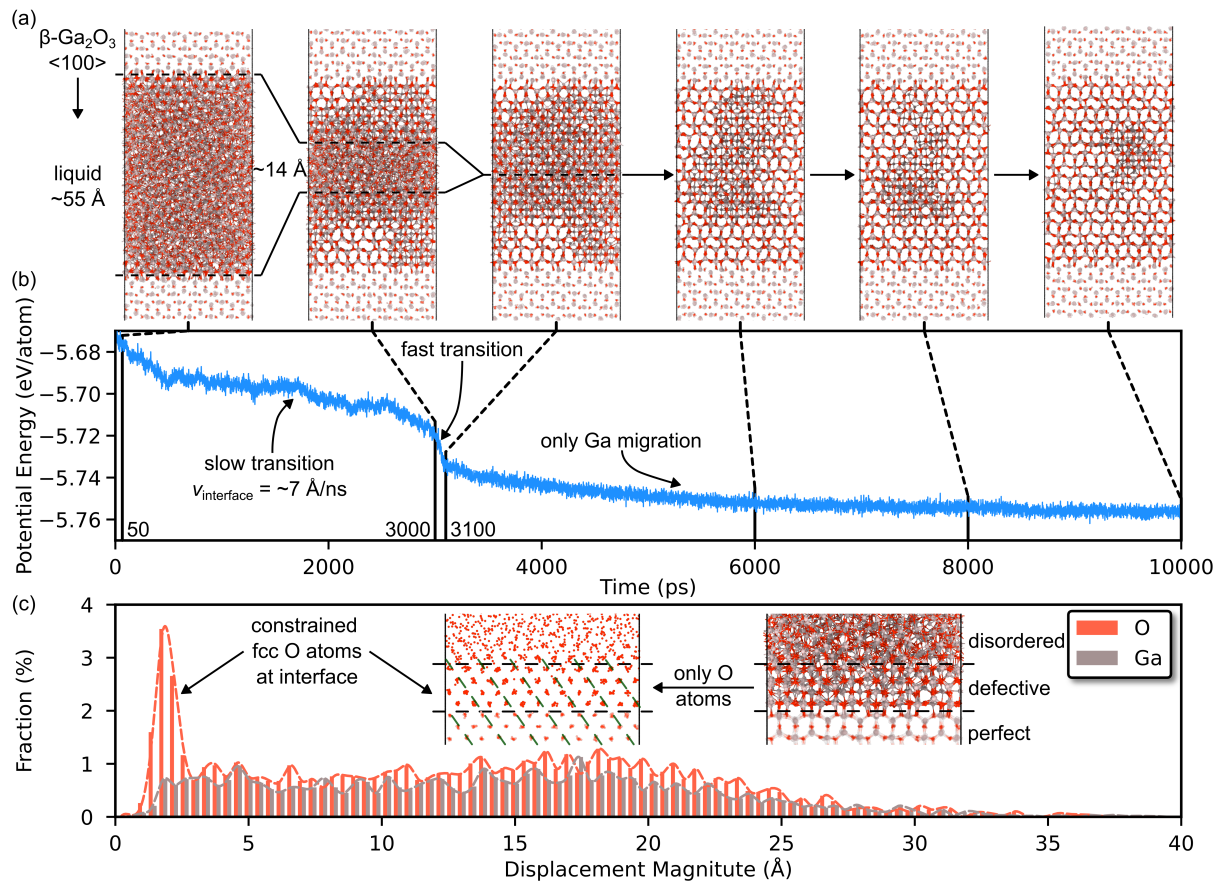 (a)
β-Ga₂O₃
<100>
liquid
~55 Å
~14 Å
(b)
Potential Energy (eV/atom)
−5.68
−5.70
−5.72
−5.74
−5.76
fast transition
slow transition
vinterface = ~7 Å/ns
only Ga migration
50
3000
3100
0
2000
4000
6000
8000
10000
Time (ps)
(c)
Fraction (%)
4
3
2
1
0
constrained
fcc O atoms
at interface
only O
atoms
disordered
defective
perfect
O
Ga
0
5
10
15
20
25
30
35
40
Displacement Magnitute (Å)